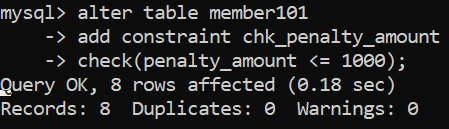 mysql> alter table member101
    -> add constraint chk_penalty_amount
    -> check(penalty_amount <= 1000);
Query OK, 8 rows affected (0.18 sec)
Records: 8  Duplicates: 0  Warnings: 0